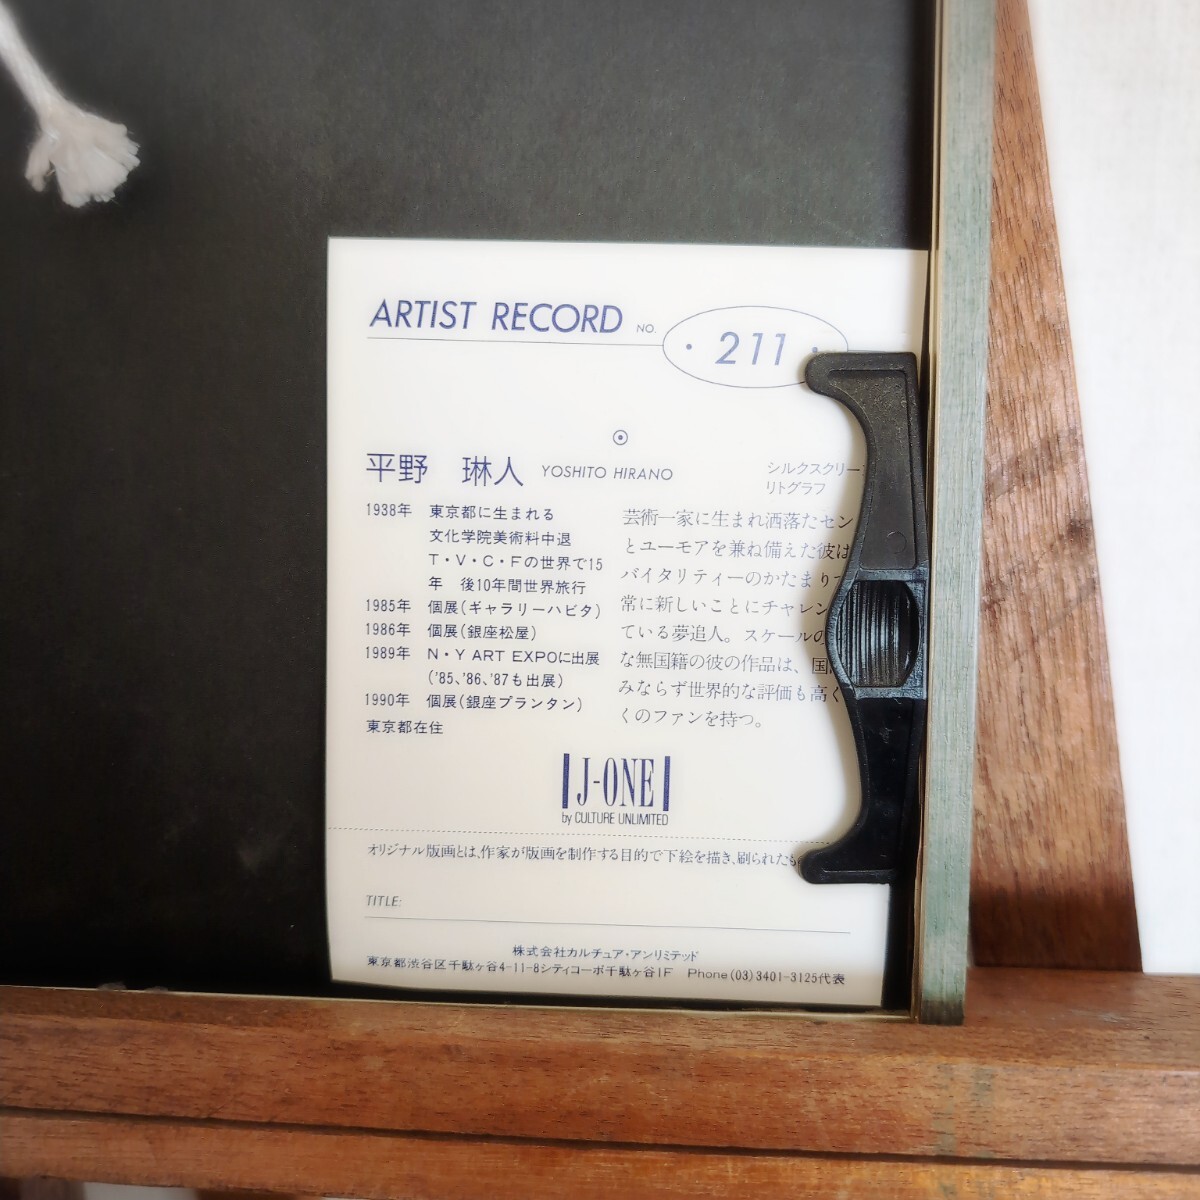 ARTIST RECORD NO. ・211・
平野 琳人 YOSHITO HIRANO
シルクスクリー
リトグラフ
1938年 東京都に生まれる
文化学院美術料中退
T・V・C・Fの世界で15
年 後10年間世界旅行
1985年 個展(ギャラリーハビタ)
1986年 個展(銀座松屋)
1989年 N・Y ART EXPOに出展
('85、'86、'87も出展)
1990年 個展(銀座プランタン)
東京都在住
芸術一家に生まれ洒落たセン
とユーモアを兼ね備えた彼は
バイタリティーのかたまり
常に新しいことにチャレン
ている夢追人。スケールの
な無国籍の彼の作品は、国
みならず世界的な評価も高く
くのファンを持つ。
J-ONE
by CULTURE UNLIMITED
オリジナル版画とは、作家が版画を制作する目的で下絵を描き、刷られたも
TITLE:
株式会社カルチュア・アンリミテッド
東京都渋谷区千駄ヶ谷4-11-8シティコーポ千駄ヶ谷1F Phone(03)3401-3125代表